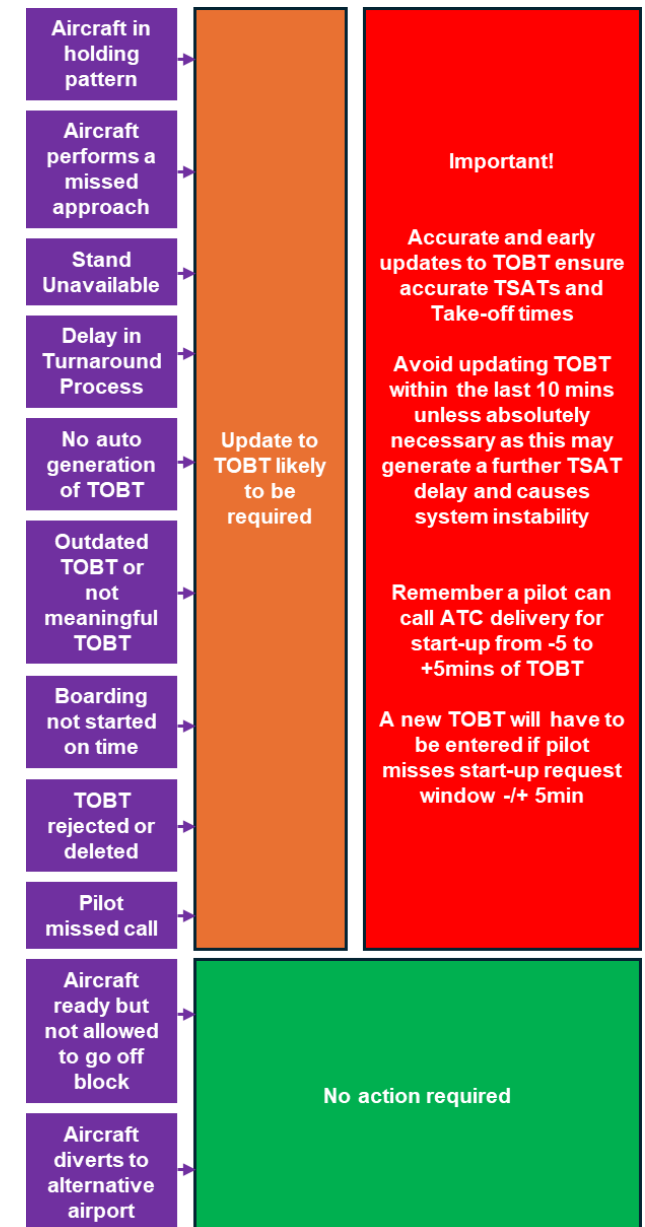 Aircraft in
holding
pattern
Aircraft
performs a
missed
approach
Stand
Unavailable
Delay in
Turnaround
Process
No auto
generation
of TOBT
Outdated
TOBT or
not
meaningful
TOBT
Boarding
not started
on time
TOBT
rejected or
deleted
Pilot
missed call
Update to
TOBT likely
to be
required
Important!
Accurate and early
updates to TOBT ensure
accurate TSATs and
Take-off times
Avoid updating TOBT
within the last 10 mins
unless absolutely
necessary as this may
generate a further TSAT
delay and causes
system instability
Remember a pilot can
call ATC delivery for
start-up from -5 to
+5mins of TOBT
A new TOBT will have to
be entered if pilot
misses start-up request
window -/+ 5min
Aircraft
ready but
not allowed
to go off
block
Aircraft
diverts to
alternative
airport
No action required